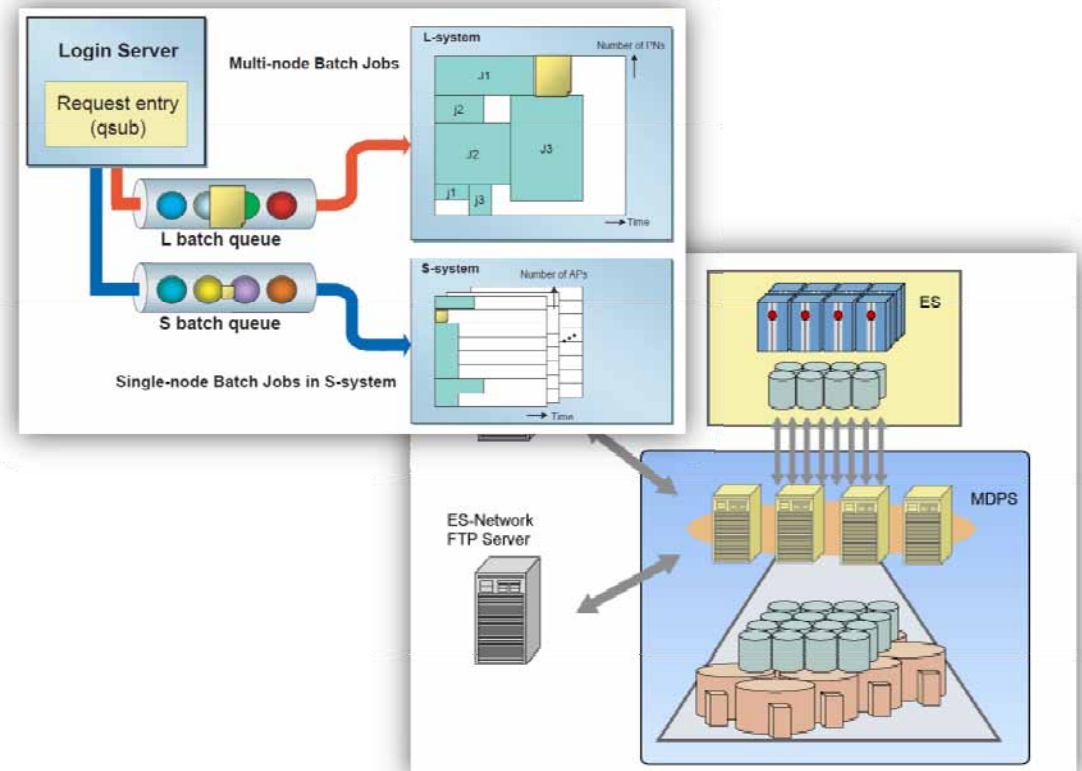 Login Server
Request entry
(qsub)
Multi-node Batch Jobs
L-system
Number of PNs
J1
j2
J2
J3
j1
j3
Time
L batch queue
S batch queue
Single-node Batch Jobs in S-system
S-system
Number of APs
Time
ES
MDPS
ES-Network
FTP Server